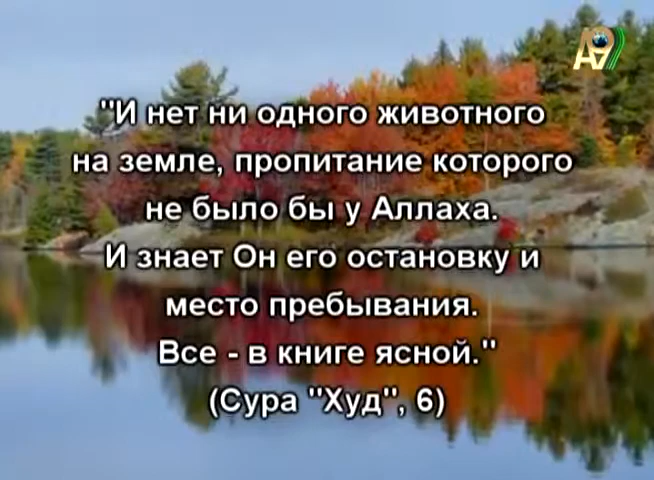 A9
"И нет ни одного животного
на земле, пропитание которого
не было бы у Аллаха.
И знает Он его остановку и
место пребывания.
Все - в книге ясной."
(Сура "Худ", 6)